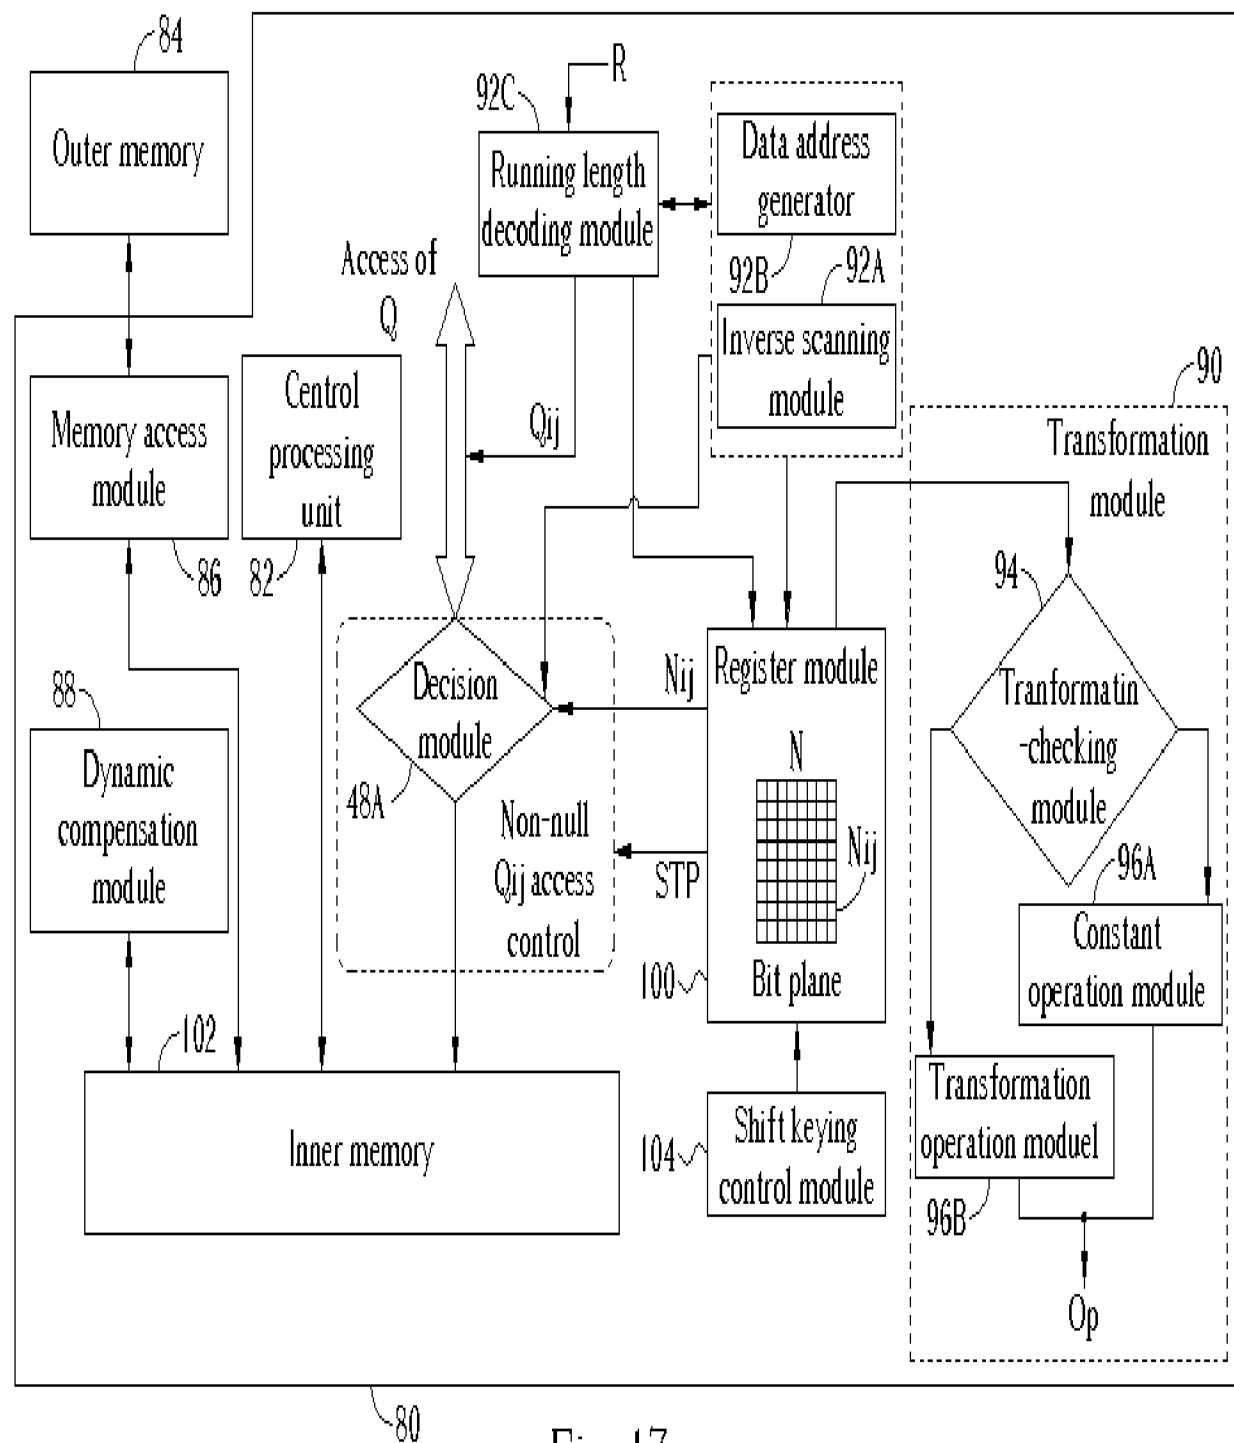 84
Outer memory
R
92C
Running length
decoding module
Data address
generator
92B
92A
Inverse scanning
module
Access of
Q
Qij
Central
processing
unit
82
Memory access
module
86
90
Transformation
module
94
Tranformatin
-checking
module
88
Dynamic
compensation
module
Decision
module
48A
Nij
Register module
N
Nij
Bit plane
100
STP
Non-null
Qij access
control
96A
Constant
operation module
102
Inner memory
104
Shift keying
control module
Transformation
operation moduel
96B
Op
80